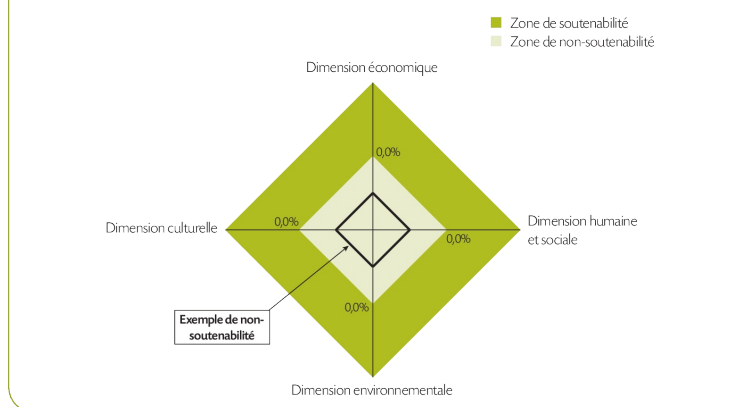 Zone de soutenabilité
Zone de non-soutenabilité
Dimension économique
0,0%
Dimension culturelle
0,0%
0,0%
Dimension humaine
et sociale
0,0%
Exemple de non-
soutenabilité
Dimension environnementale